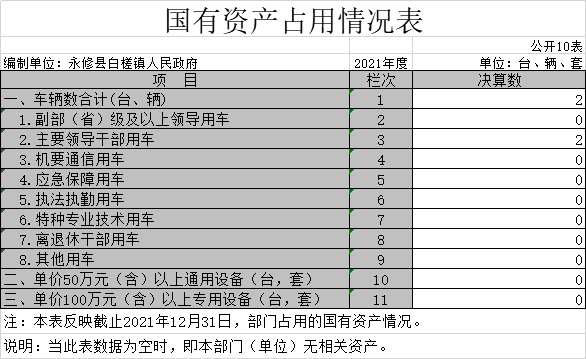 国有资产占用情况表
公开10表
编制单位：永修县白槎镇人民政府 2021年度 单位：台、辆、套
项 目 栏次 决算数
一、车辆数合计(台、辆) 1 2
1.副部（省）级及以上领导用车 2 0
2.主要领导干部用车 3 2
3.机要通信用车 4 0
4.应急保障用车 5 0
5.执法执勤用车 6 0
6.特种专业技术用车 7 0
7.离退休干部用车 8 0
8.其他用车 9 0
二、单价50万元（含）以上通用设备（台，套） 10 0
三、单价100万元（含）以上专用设备（台，套） 11 0
注：本表反映截止2021年12月31日，部门占用的国有资产情况。
说明：当此表数据为空时，即本部门（单位）无相关资产。